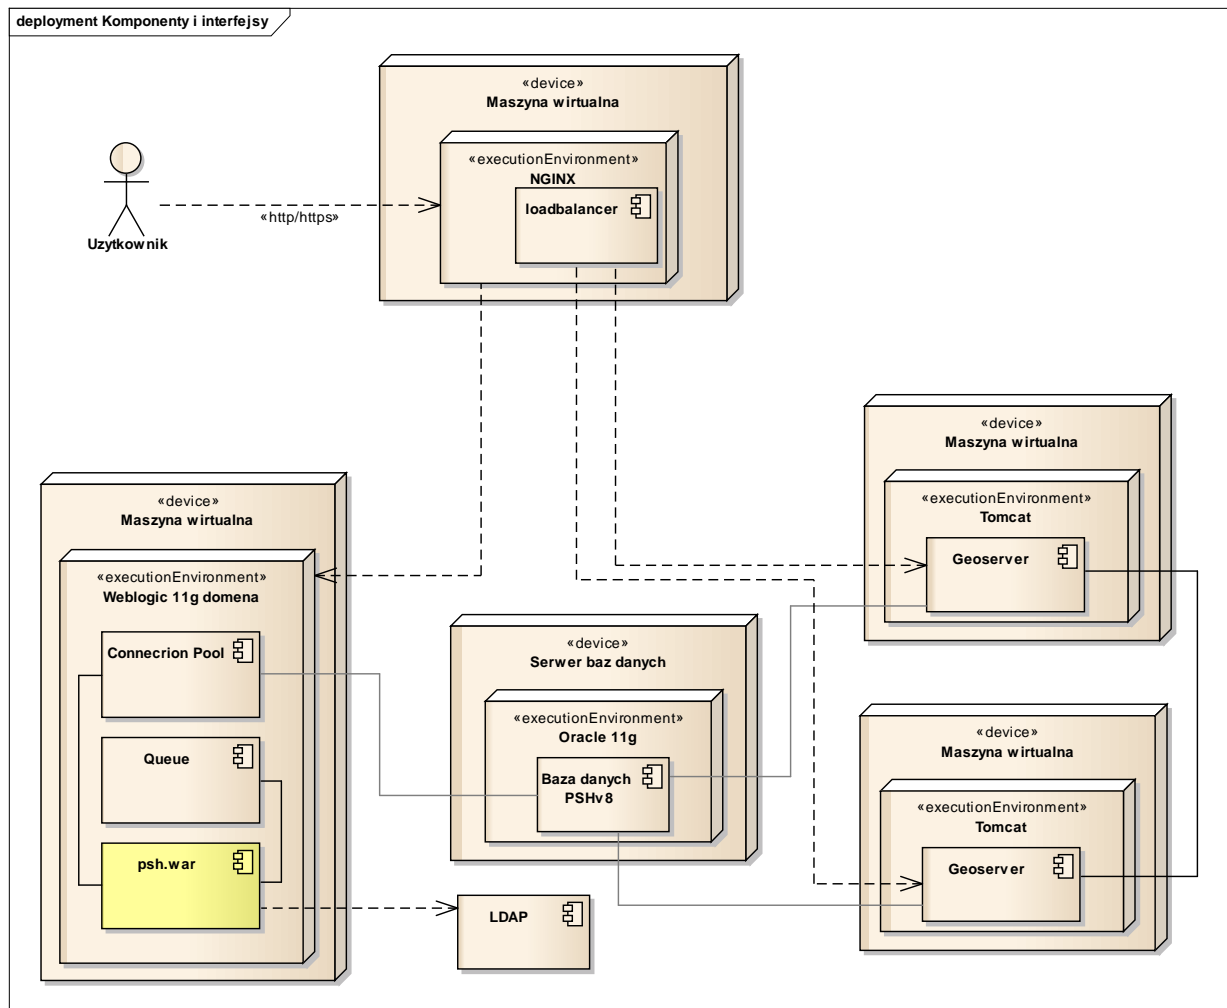 deployment Komponenty i interfejsy
«device»
Maszyna wirtualna
«executionEnvironment»
NGINX
loadbalancer
«http/https»
Uzytkownik
«device»
Maszyna wirtualna
«executionEnvironment»
Tomcat
Geoserver
«device»
Maszyna wirtualna
«executionEnvironment»
Weblogic 11g domena
Connecrion Pool
Queue
psh.war
«device»
Serwer baz danych
«executionEnvironment»
Oracle 11g
Baza danych
PSHv8
LDAP
«device»
Maszyna wirtualna
«executionEnvironment»
Tomcat
Geoserver